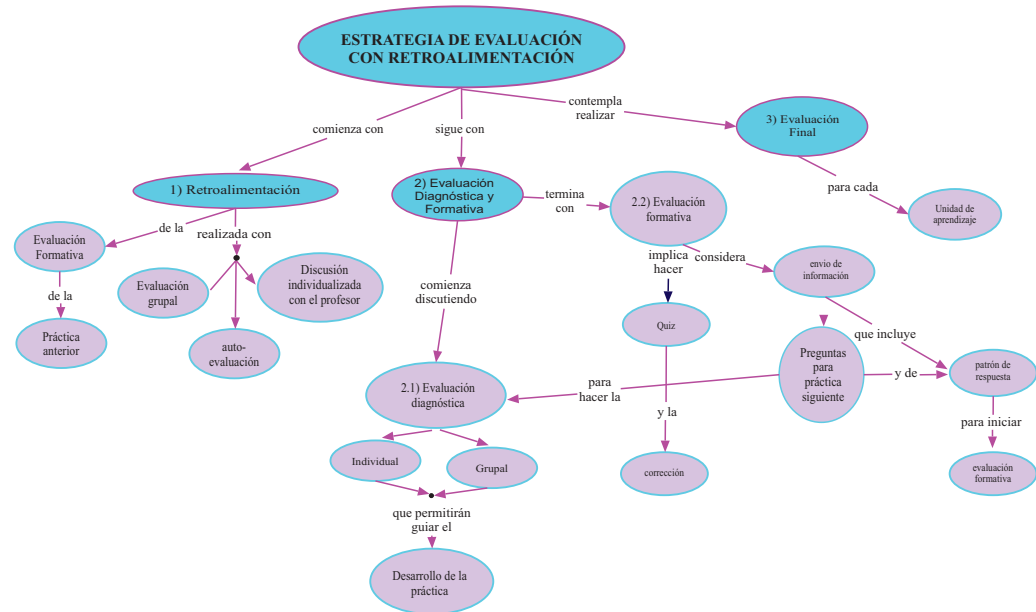 ESTRATEGIA DE EVALUACIÓN
CON RETROALIMENTACIÓN
comienza con
sigue con
contempla
realizar
3) Evaluación
Final
1) Retroalimentación
2) Evaluación
Diagnóstica y
Formativa
termina
con
2.2) Evaluación
formativa
para cada
Unidad de
aprendizaje
de la
realizada con
Evaluación
Formativa
Evaluación
grupal
Discusión
individualizada
con el profesor
de la
Práctica
anterior
auto-
evaluación
comienza
discutiendo
implica
hacer
considera
envio de
información
Quiz
que incluye
Preguntas
para
práctica
siguiente
y de
patrón de
respuesta
2.1) Evaluación
diagnóstica
para
hacer la
y la
para iniciar
Individual
Grupal
corrección
evaluación
formativa
que permitirán
guiar el
Desarrollo de la
práctica